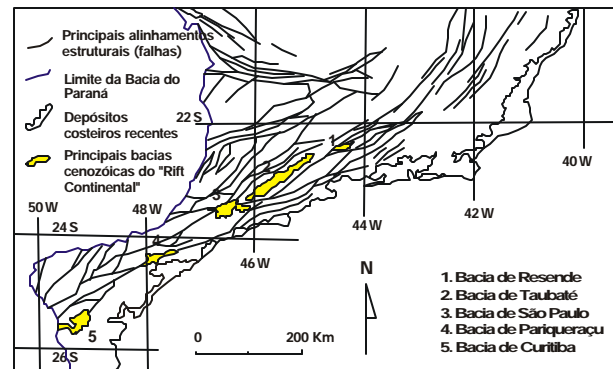 Principais alinhamentos
estruturais (falhas)
Limite da Bacia do
Paraná
Depósitos
costeiros recentes
Principais bacias
cenozóicas do "Rift
Continental"
22 S
1
2
3
40 W
50 W
48 W
24 S
46 W
44 W
42 W
4
N
5
26 S
0 200 Km
1. Bacia de Resende
2. Bacia de Taubaté
3. Bacia de São Paulo
4. Bacia de Pariqueraçu
5. Bacia de Curitiba